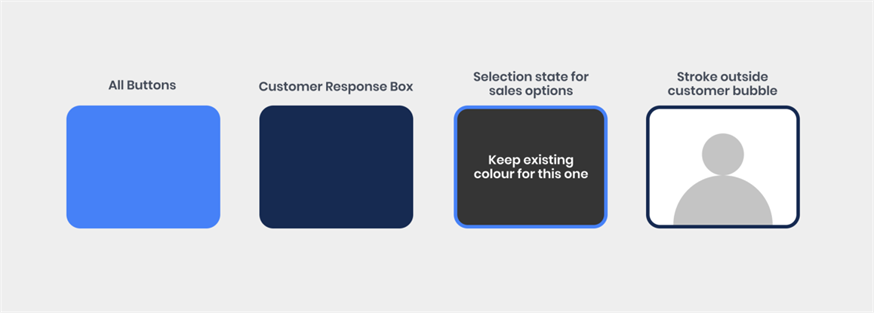 All Buttons
Customer Response Box
Selection state for
sales options
Stroke outside
customer bubble
Keep existing
colour for this one